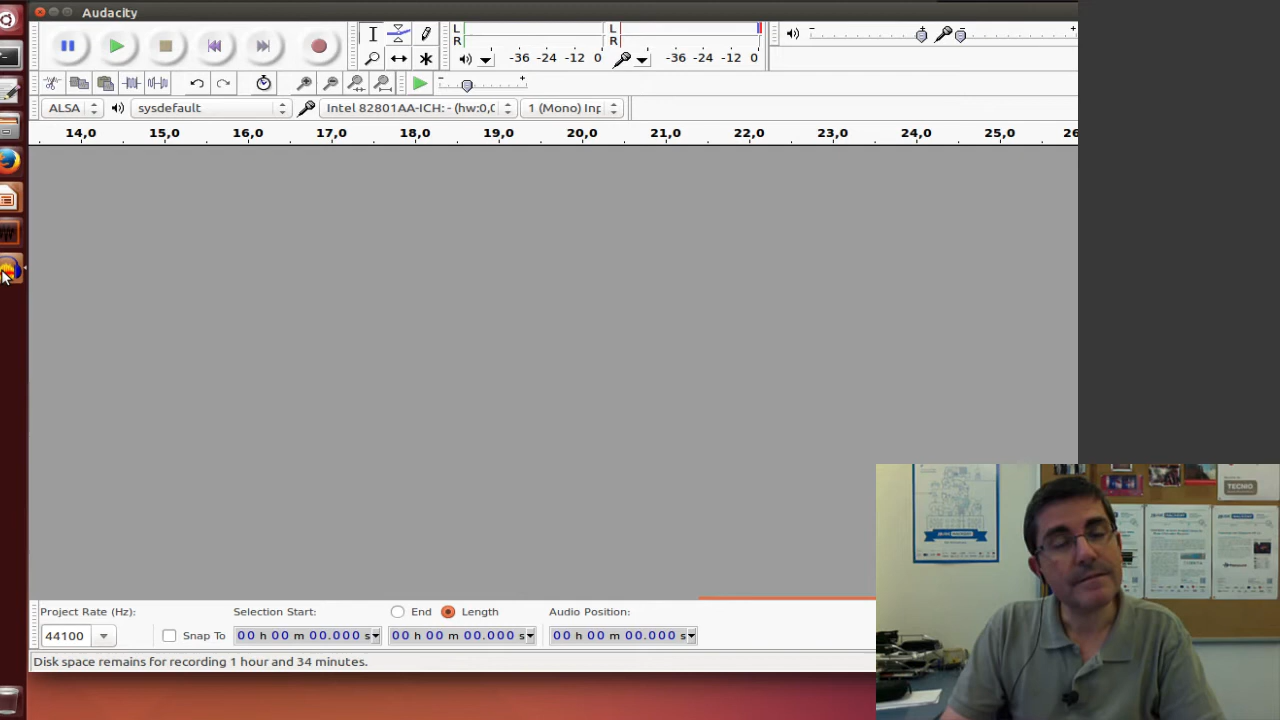 Audacity
L
R
L
R
-36 -24 -12 0
-36 -24 -12 0
- +
- +
- +
ALSA
sysdefault
Intel 82801AA-ICH: - (hw:0,0
1 (Mono) Inp
14,0 15,0 16,0 17,0 18,0 19,0 20,0 21,0 22,0 23,0 24,0 25,0 26
Project Rate (Hz):
Selection Start:
End
Length
Audio Position:
44100
Snap To
00 h 00 m 00.000 s
00 h 00 m 00.000 s
00 h 00 m 00.000 s
Disk space remains for recording 1 hour and 34 minutes.
TECNIO